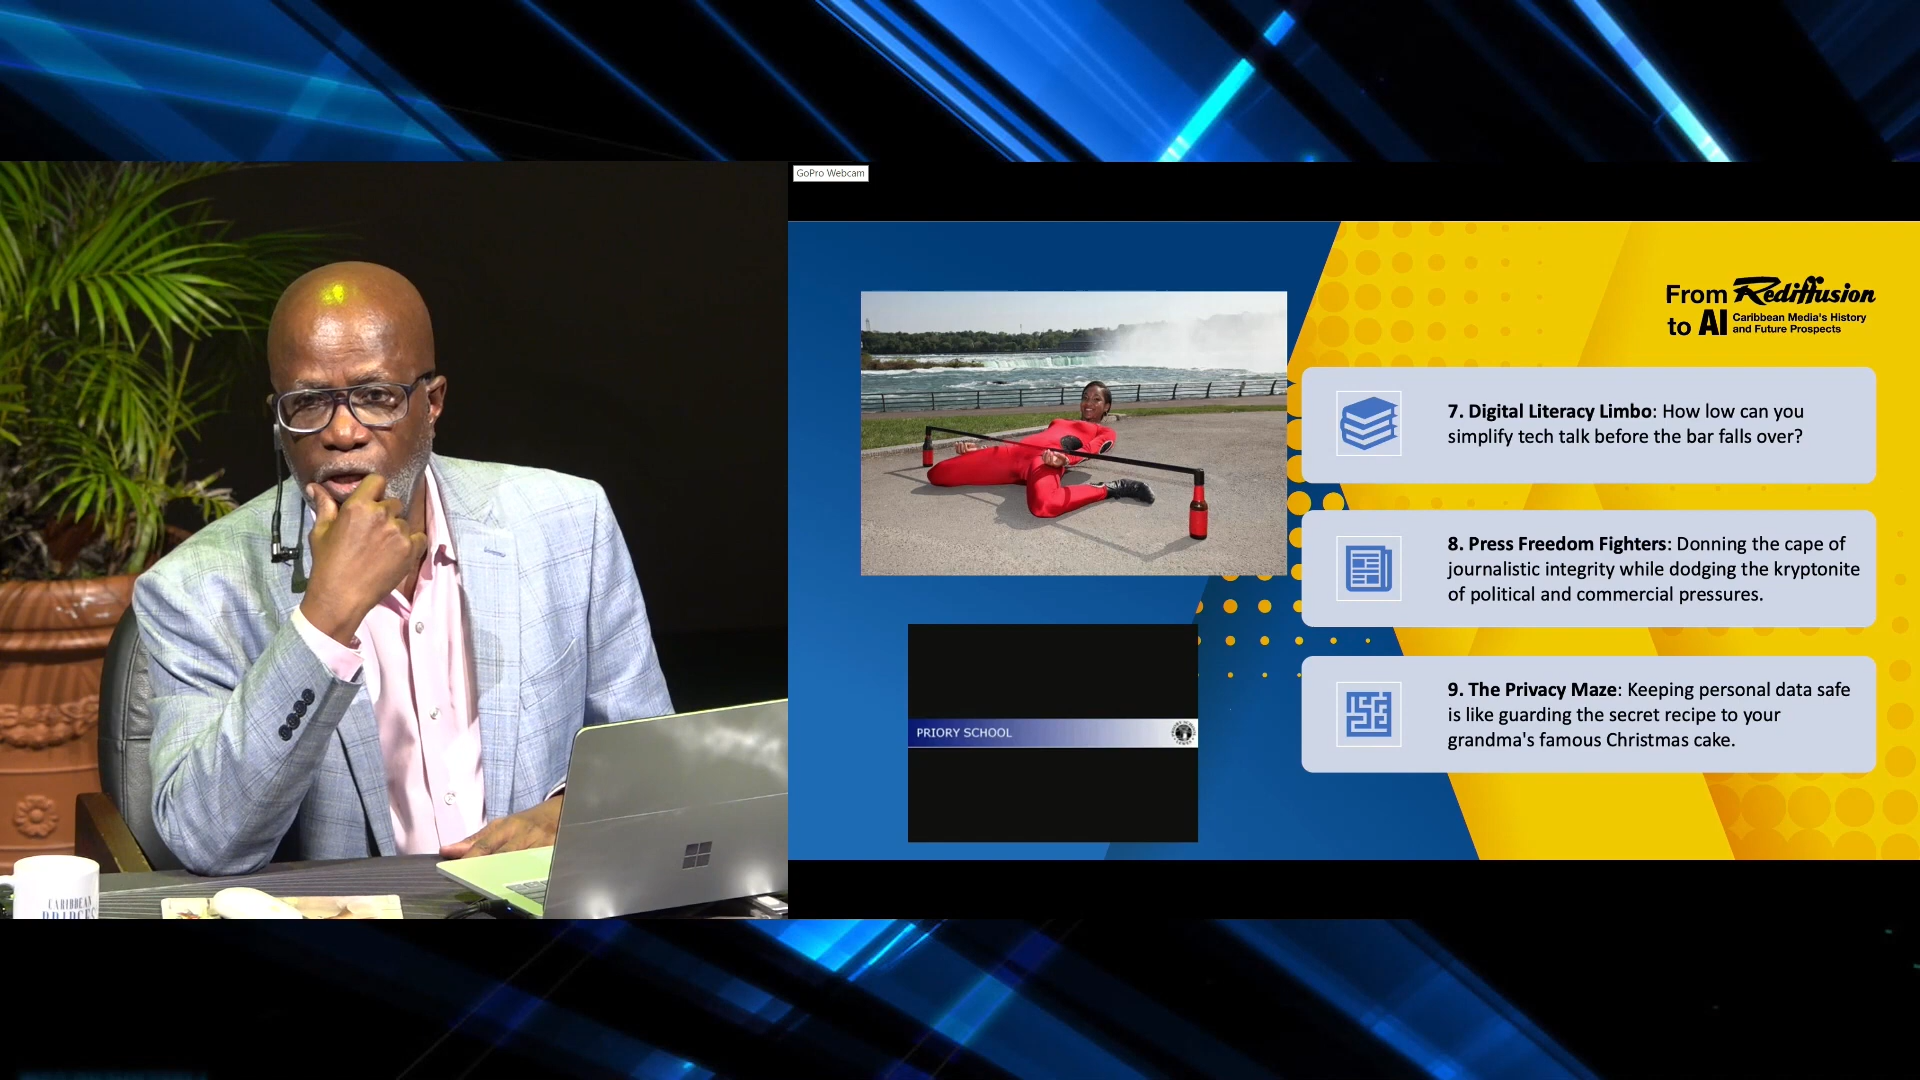 GoPro Webcam
From Rediffusion
to AI Caribbean Media's History
and Future Prospects
7. Digital Literacy Limbo: How low can you
simplify tech talk before the bar falls over?
8. Press Freedom Fighters: Donning the cape of
journalistic integrity while dodging the kryptonite
of political and commercial pressures.
9. The Privacy Maze: Keeping personal data safe
is like guarding the secret recipe to your
grandma's famous Christmas cake.
PRIORY SCHOOL
CARIBBEAN
BRIDGES